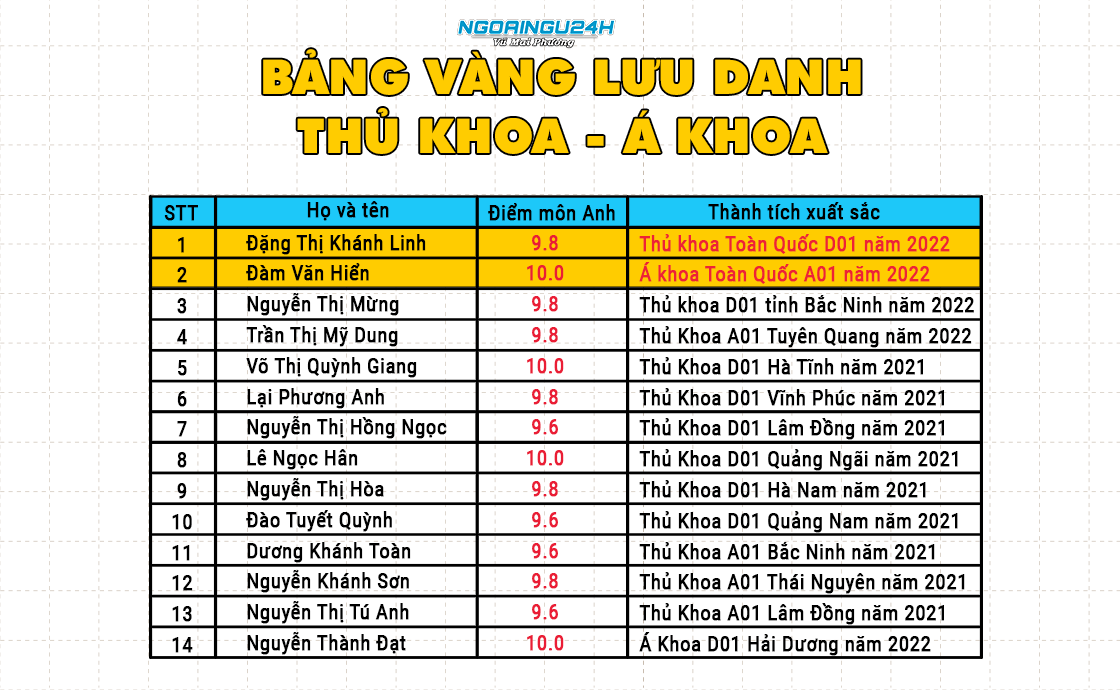 NGOAINGU24H
Vũ Mai Phương
BẢNG VÀNG LƯU DANH
THỦ KHOA - Á KHOA
STT Họ và tên Điểm môn Anh Thành tích xuất sắc
1 Đặng Thị Khánh Linh 9.8 Thủ khoa Toàn Quốc D01 năm 2022
2 Đàm Văn Hiển 10.0 Á khoa Toàn Quốc A01 năm 2022
3 Nguyễn Thị Mừng 9.8 Thủ khoa D01 tỉnh Bắc Ninh năm 2022
4 Trần Thị Mỹ Dung 9.8 Thủ Khoa A01 Tuyên Quang năm 2022
5 Võ Thị Quỳnh Giang 10.0 Thủ Khoa D01 Hà Tĩnh năm 2021
6 Lại Phương Anh 9.8 Thủ Khoa D01 Vĩnh Phúc năm 2021
7 Nguyễn Thị Hồng Ngọc 9.6 Thủ Khoa D01 Lâm Đồng năm 2021
8 Lê Ngọc Hân 10.0 Thủ Khoa D01 Quảng Ngãi năm 2021
9 Nguyễn Thị Hòa 9.8 Thủ Khoa D01 Hà Nam năm 2021
10 Đào Tuyết Quỳnh 9.6 Thủ Khoa D01 Quảng Nam năm 2021
11 Dương Khánh Toàn 9.6 Thủ Khoa A01 Bắc Ninh năm 2021
12 Nguyễn Khánh Sơn 9.8 Thủ Khoa A01 Thái Nguyên năm 2021
13 Nguyễn Thị Tú Anh 9.6 Thủ Khoa A01 Lâm Đồng năm 2021
14 Nguyễn Thành Đạt 10.0 Á Khoa D01 Hải Dương năm 2022